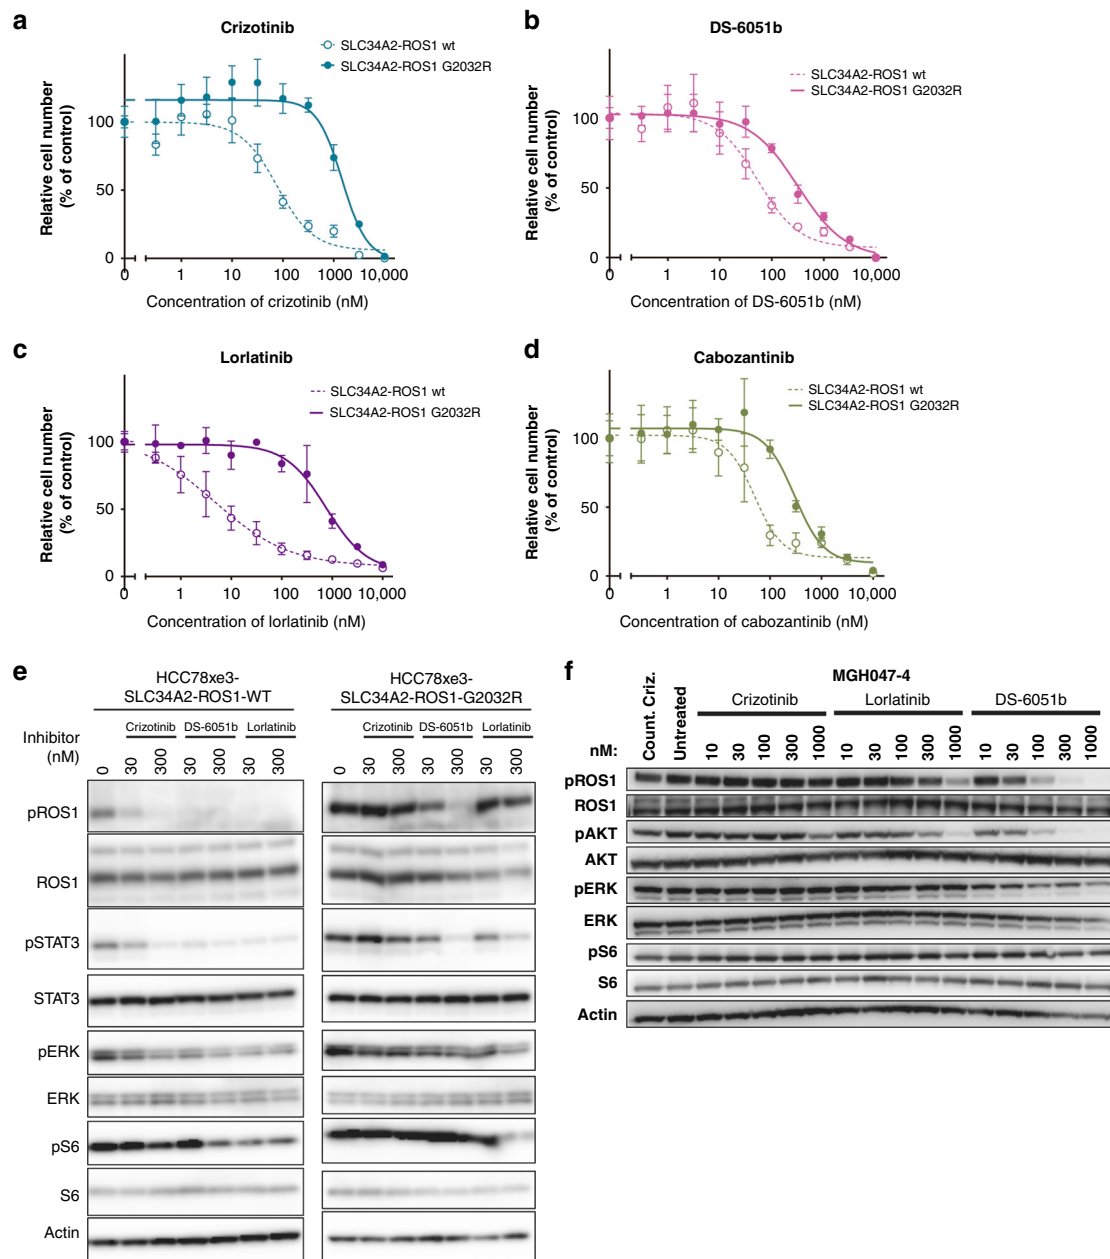 a
Crizotinib
SLC34A2-ROS1 wt
SLC34A2-ROS1 G2032R
Relative cell number
(% of control)
100
50
0
0 1 10 100 1000 10,000
Concentration of crizotinib (nM)
b
DS-6051b
SLC34A2-ROS1 wt
SLC34A2-ROS1 G2032R
Relative cell number
(% of control)
100
50
0
0 1 10 100 1000 10,000
Concentration of DS-6051b (nM)
c
Lorlatinib
SLC34A2-ROS1 wt
SLC34A2-ROS1 G2032R
Relative cell number
(% of control)
100
50
0
0 1 10 100 1000 10,000
Concentration of lorlatinib (nM)
d
Cabozantinib
SLC34A2-ROS1 wt
SLC34A2-ROS1 G2032R
Relative cell number
(% of control)
100
50
0
0 1 10 100 1000 10,000
Concentration of cabozantinib (nM)
e
HCC78xe3-
SLC34A2-ROS1-WT
HCC78xe3-
SLC34A2-ROS1-G2032R
Crizotinib DS-6051b Lorlatinib
Crizotinib DS-6051b Lorlatinib
Inhibitor
(nM)
0 30 300 30 300 30 300
0 30 300 30 300 30 300
pROS1
ROS1
pSTAT3
STAT3
pERK
ERK
pS6
S6
Actin
f
MGH047-4
Count. Criz.
Untreated
Crizotinib Lorlatinib DS-6051b
nM: 10 30 100 300 1000 10 30 100 300 1000 10 30 100 300 1000
pROS1
ROS1
pAKT
AKT
pERK
ERK
pS6
S6
Actin